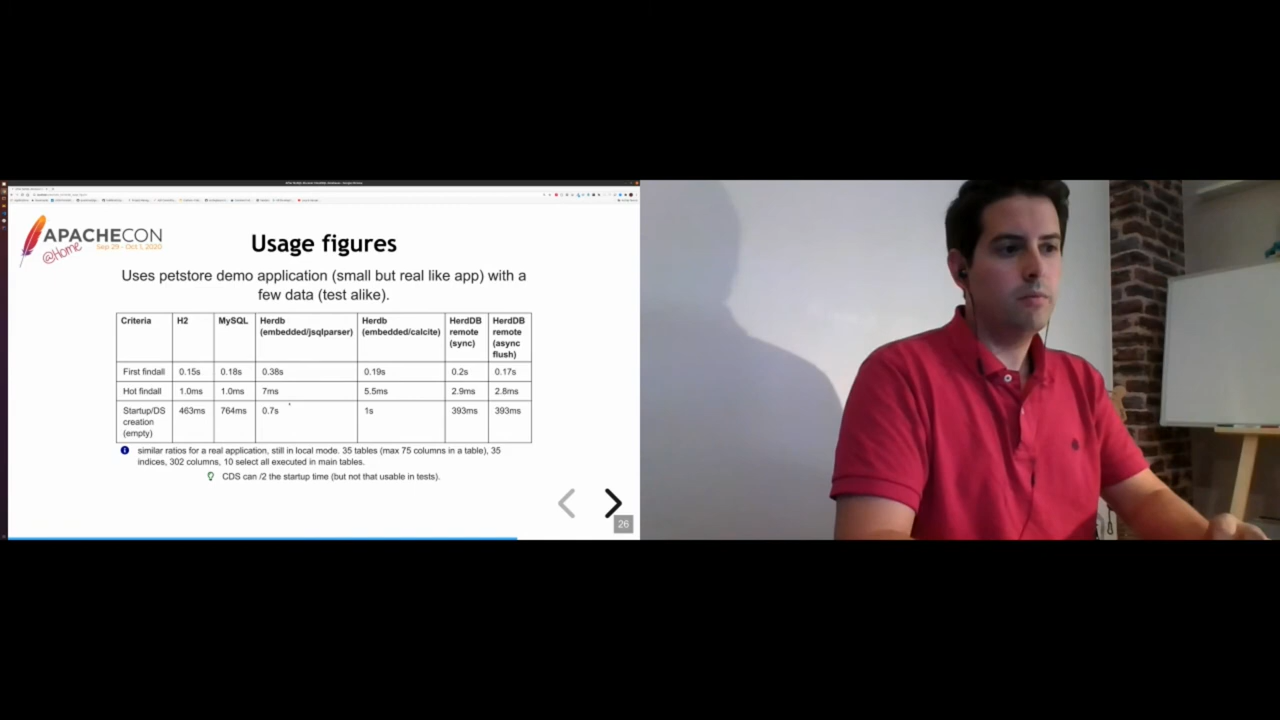 APACHECON
Sep 29 - Oct 1, 2020
@Home
Usage figures
Uses petstore demo application (small but real like app) with a
few data (test alike).
Criteria H2 MySQL Herdb (embedded/jsqlparser) Herdb (embedded/calcite) HerdDB remote (sync) HerdDB remote (async flush)
First findall 0.15s 0.18s 0.38s 0.19s 0.2s 0.17s
Hot findall 1.0ms 1.0ms 7ms 5.5ms 2.9ms 2.8ms
Startup/DS creation (empty) 463ms 764ms 0.7s 1s 393ms 393ms
similar ratios for a real application, still in local mode. 35 tables (max 75 columns in a table), 35
indices, 302 columns, 10 select all executed in main tables.
CDS can /2 the startup time (but not that usable in tests).
26